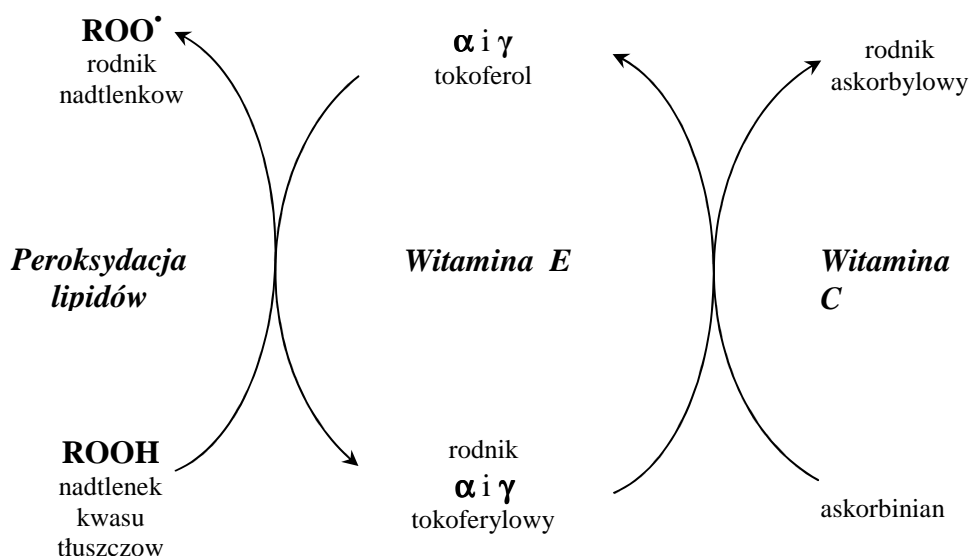 ROO•
rodnik
nadtlenkow
α i γ
tokoferol
rodnik
askorbylowy
Peroksydacja
lipidów
Witamina E
Witamina
C
ROOH
nadtlenek
kwasu
tłuszczow
rodnik
α i γ
tokoferylowy
askorbinian